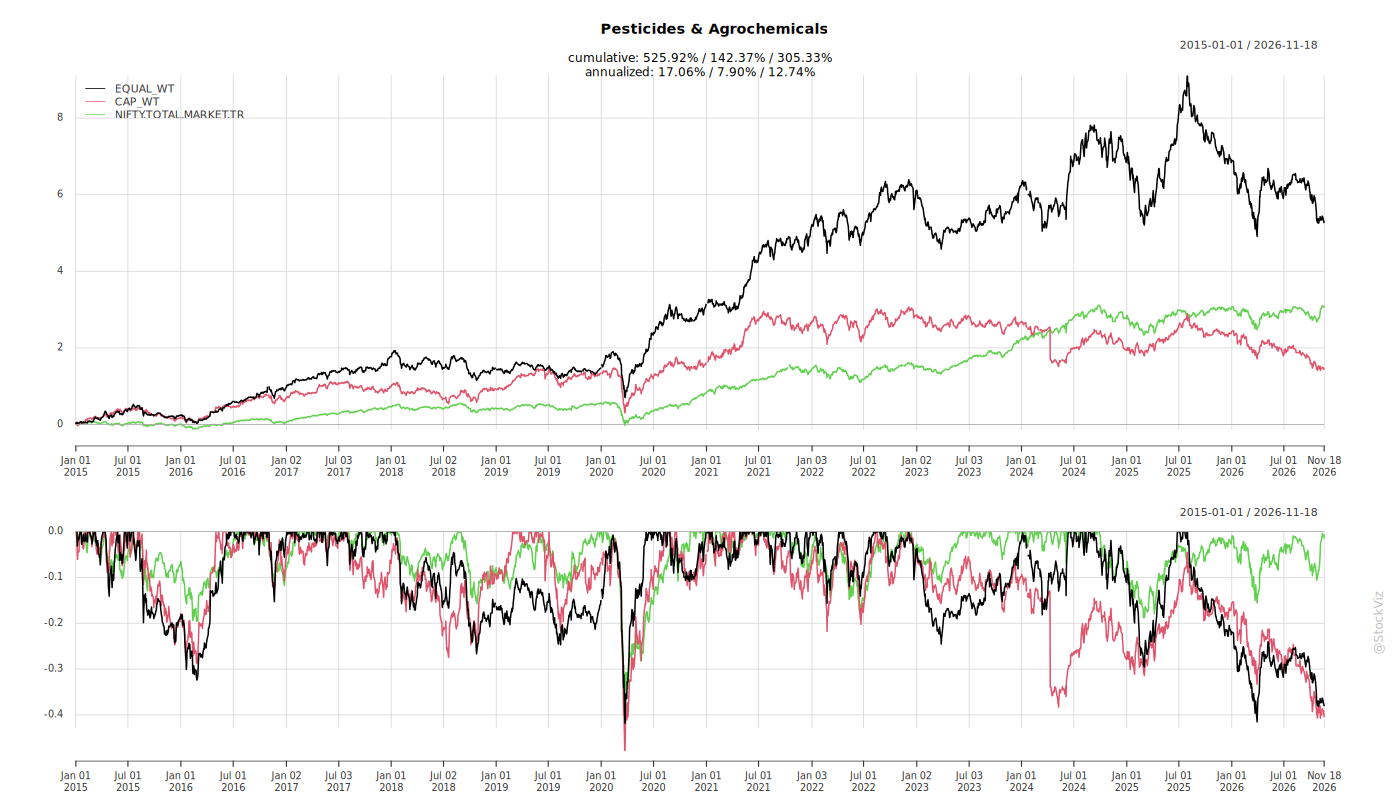 Pesticides & Agrochemicals
2015-01-01 / 2026-11-18
cumulative: 525.92% / 142.37% / 305.33%
annualized: 17.06% / 7.90% / 12.74%
EQUAL_WT
CAP_WT
NIFTY.TOTAL.MARKET.TR
8
6
4
2
0
Jan 01 Jul 01 Jan 01 Jul 01 Jan 02 Jul 03 Jan 01 Jul 02 Jan 01 Jul 01 Jan 01 Jul 01 Jan 01 Jul 01 Jan 03 Jul 01 Jan 02 Jul 03 Jan 01 Jul 01 Jan 01 Jul 01 Jan 01 Jul 01 Nov 18
2015 2015 2016 2016 2017 2017 2018 2018 2019 2019 2020 2020 2021 2021 2022 2022 2023 2023 2024 2024 2025 2025 2026 2026 2026
2015-01-01 / 2026-11-18
0.0
-0.1
-0.2
-0.3
-0.4
Jan 01 Jul 01 Jan 01 Jul 01 Jan 02 Jul 03 Jan 01 Jul 02 Jan 01 Jul 01 Jan 01 Jul 01 Jan 01 Jul 01 Jan 03 Jul 01 Jan 02 Jul 03 Jan 01 Jul 01 Jan 01 Jul 01 Jan 01 Jul 01 Nov 18
2015 2015 2016 2016 2017 2017 2018 2018 2019 2019 2020 2020 2021 2021 2022 2022 2023 2023 2024 2024 2025 2025 2026 2026 2026
@StockViz